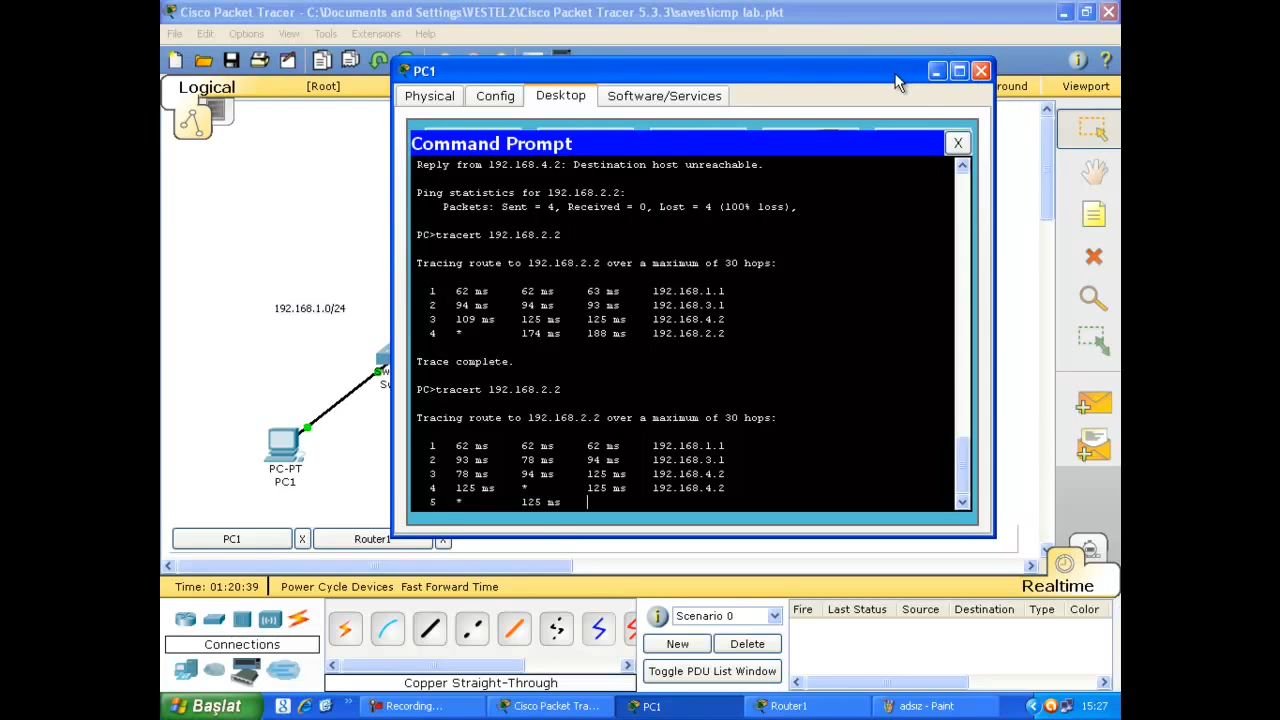 Cisco Packet Tracer - C:\Documents and Settings\VESTEL2\Cisco Packet Tracer 5.3.3\saves\icmp lab.pkt
File Edit Options View Tools Extensions Help
Logical
[Root]
ound
Viewport
PC1
Physical Config Desktop Software/Services
Command Prompt
X
Reply from 192.168.4.2: Destination host unreachable.
Ping statistics for 192.168.2.2:
Packets: Sent = 4, Received = 0, Lost = 4 (100% loss),
PC>tracert 192.168.2.2
Tracing route to 192.168.2.2 over a maximum of 30 hops:
1 62 ms 62 ms 63 ms 192.168.1.1
2 94 ms 94 ms 93 ms 192.168.3.1
3 109 ms 125 ms 125 ms 192.168.4.2
4 * 174 ms 188 ms 192.168.2.2
Trace complete.
PC>tracert 192.168.2.2
Tracing route to 192.168.2.2 over a maximum of 30 hops:
1 62 ms 62 ms 62 ms 192.168.1.1
2 93 ms 78 ms 94 ms 192.168.3.1
3 78 ms 94 ms 125 ms 192.168.4.2
4 125 ms * 125 ms 192.168.4.2
5 * 125 ms
192.168.1.0/24
Sw
PC-PT
PC1
PC1 X Router1 X
Time: 01:20:39 Power Cycle Devices Fast Forward Time
Realtime
Connections
Copper Straight-Through
Scenario 0
New Delete
Toggle PDU List Window
Fire Last Status Source Destination Type Color
Başlat
Recording...
Cisco Packet Tra...
PC1
Router1
adsız - Paint
15:27